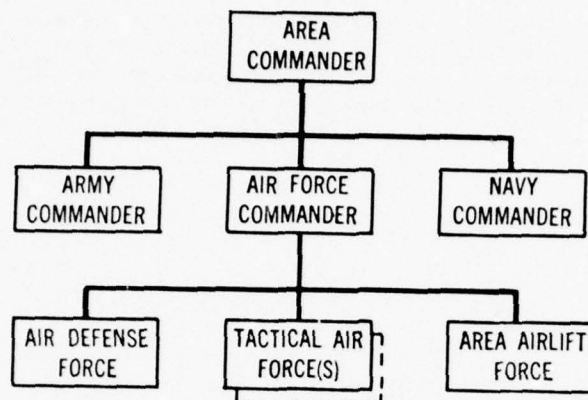 AREA
COMMANDER
ARMY
COMMANDER
AIR FORCE
COMMANDER
NAVY
COMMANDER
AIR DEFENSE
FORCE
TACTICAL AIR
FORCE(S)
AREA AIRLIFT
FORCE